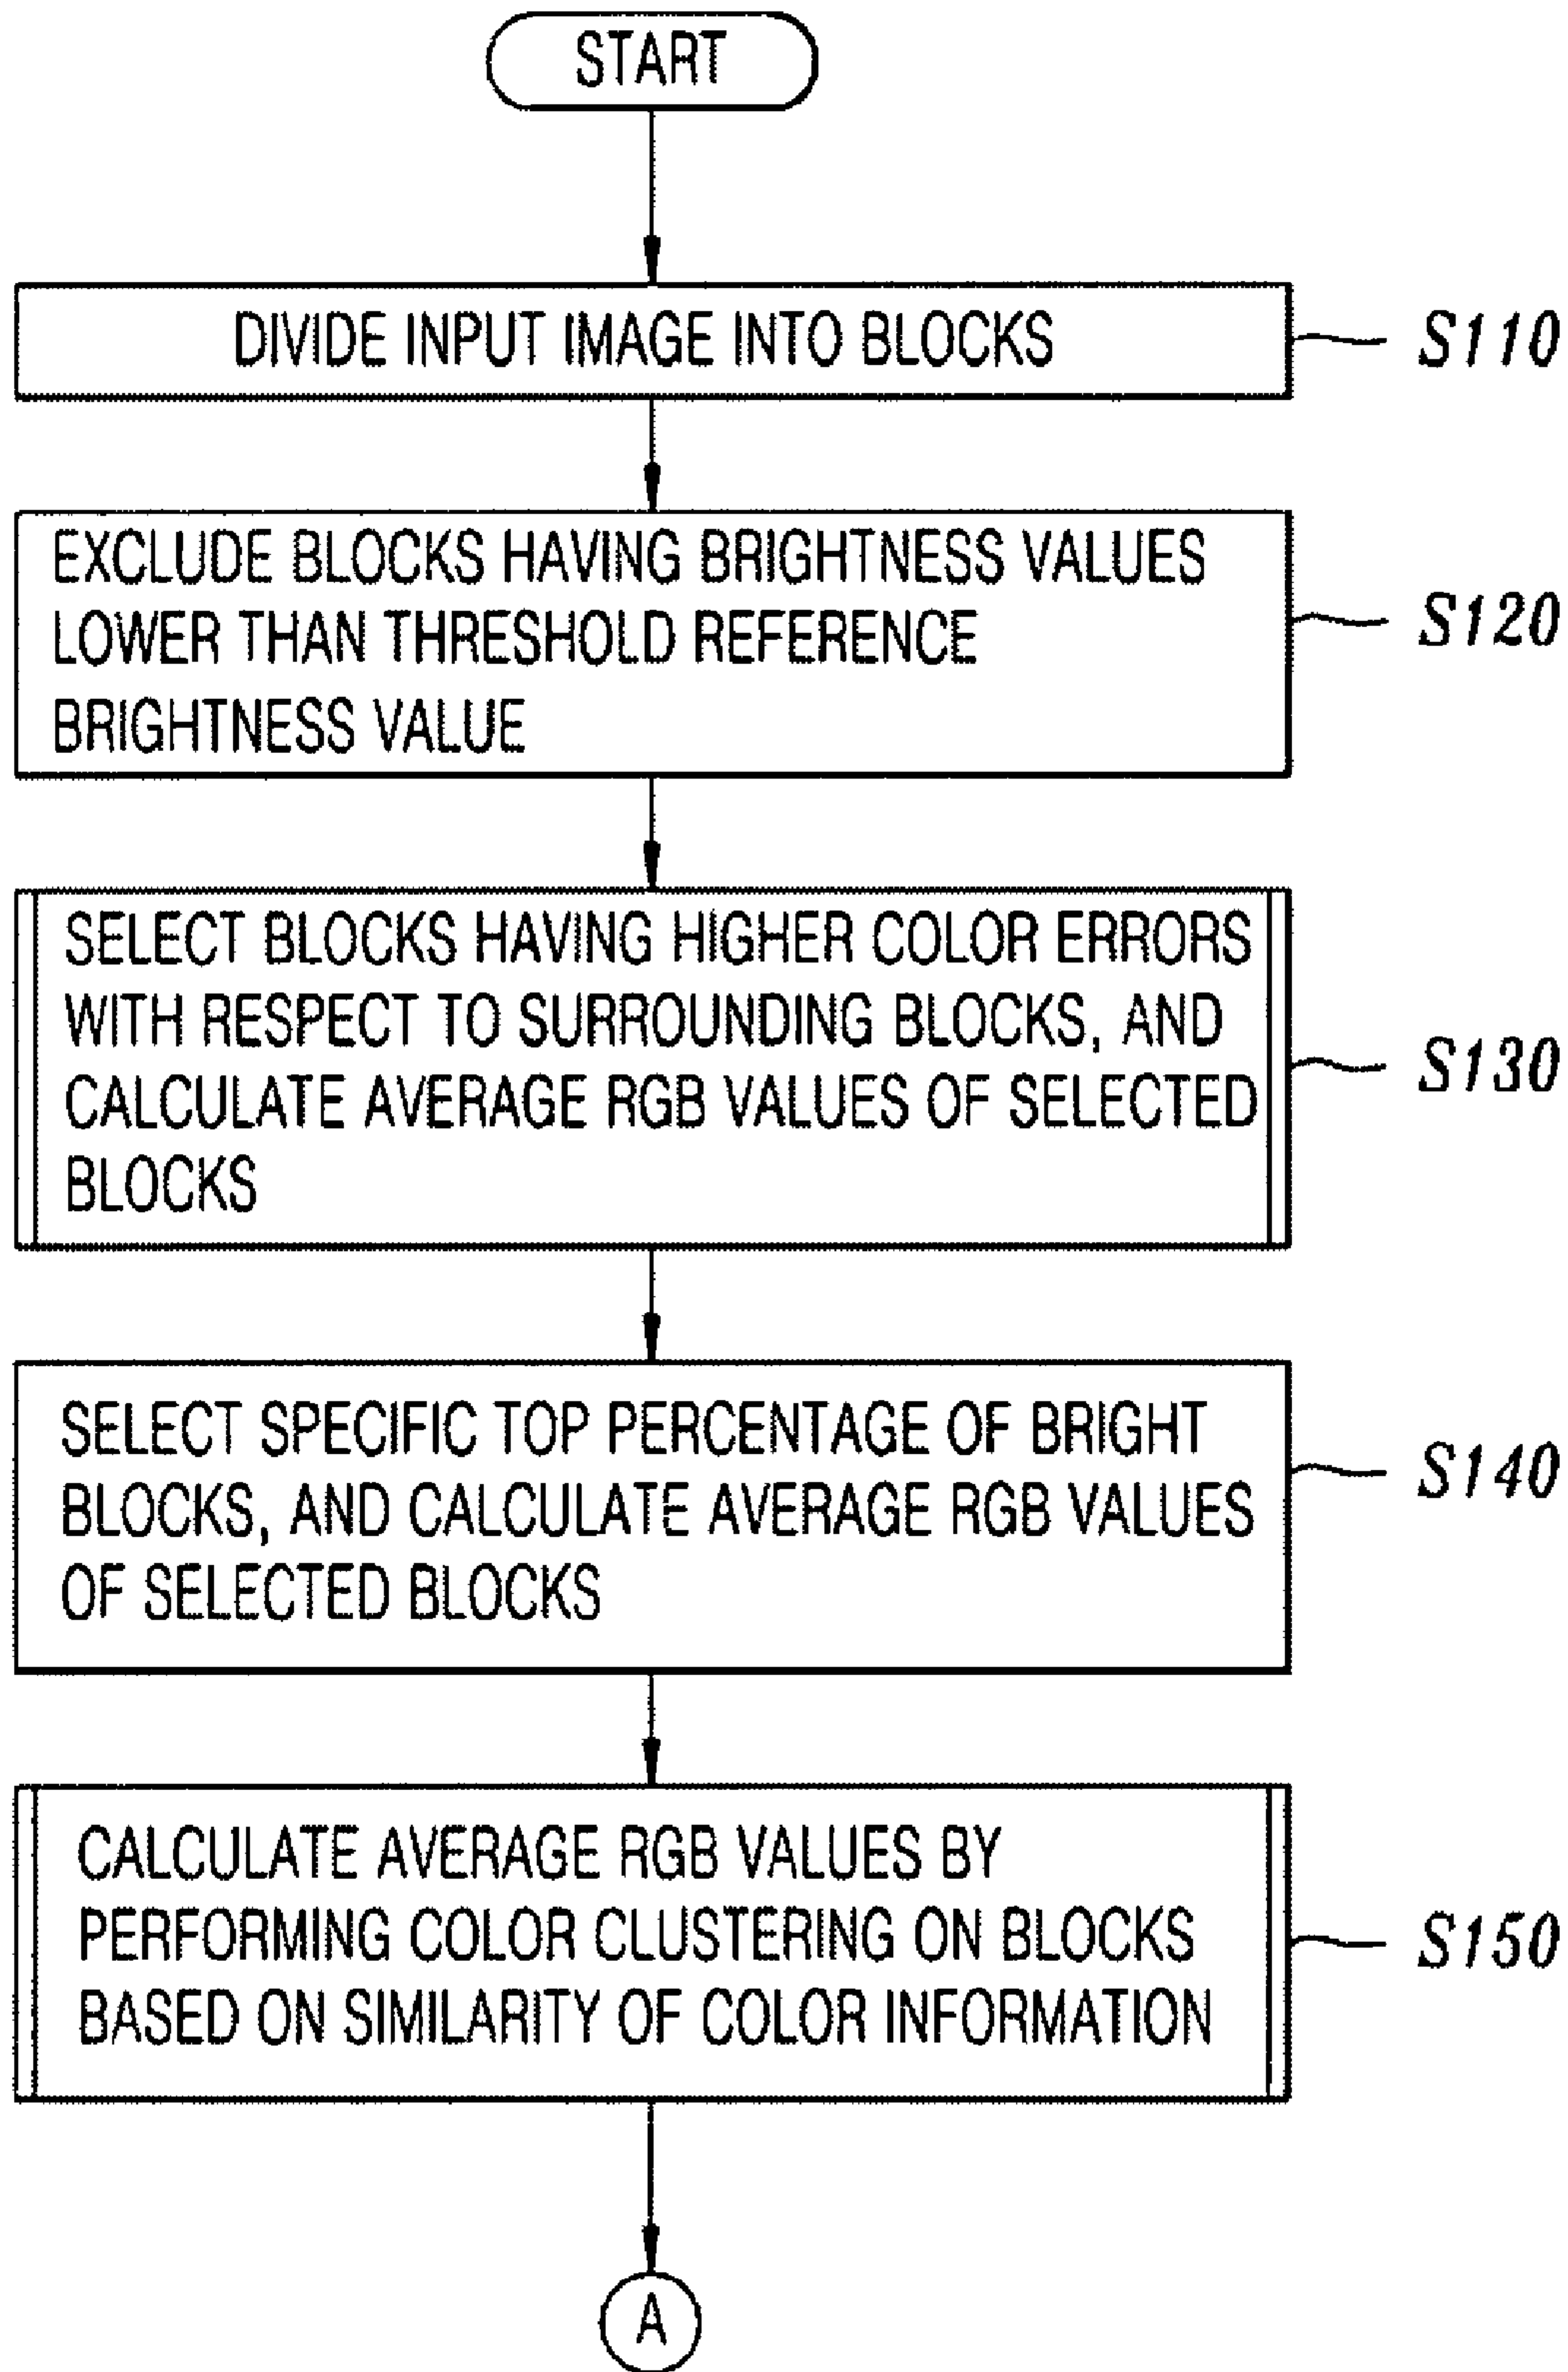 START
DIVIDE INPUT IMAGE INTO BLOCKS
S110
EXCLUDE BLOCKS HAVING BRIGHTNESS VALUES
LOWER THAN THRESHOLD REFERENCE
BRIGHTNESS VALUE
S120
SELECT BLOCKS HAVING HIGHER COLOR ERRORS
WITH RESPECT TO SURROUNDING BLOCKS, AND
CALCULATE AVERAGE RGB VALUES OF SELECTED
BLOCKS
S130
SELECT SPECIFIC TOP PERCENTAGE OF BRIGHT
BLOCKS, AND CALCULATE AVERAGE RGB VALUES
OF SELECTED BLOCKS
S140
CALCULATE AVERAGE RGB VALUES BY
PERFORMING COLOR CLUSTERING ON BLOCKS
BASED ON SIMILARITY OF COLOR INFORMATION
S150
A